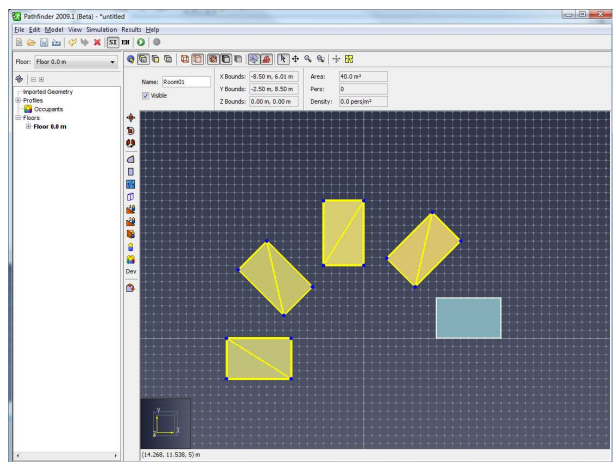 Pathfinder 2009.1 (Beta) - *untitled
File Edit Model View Simulation Results Help
SI EN
Floor: Floor 0.0 m
Imported Geometry
Profiles
Occupants
Floors
Floor 0.0 m
Name: Room01
Visible
X Bounds: -8.50 m, 6.01 m
Y Bounds: -2.50 m, 8.50 m
Z Bounds: 0.00 m, 0.00 m
Area: 40.0 m²
Pers: 0
Density: 0.0 pers/m²
Dev
Y
Z X
(14.268, 11.538, 5) m